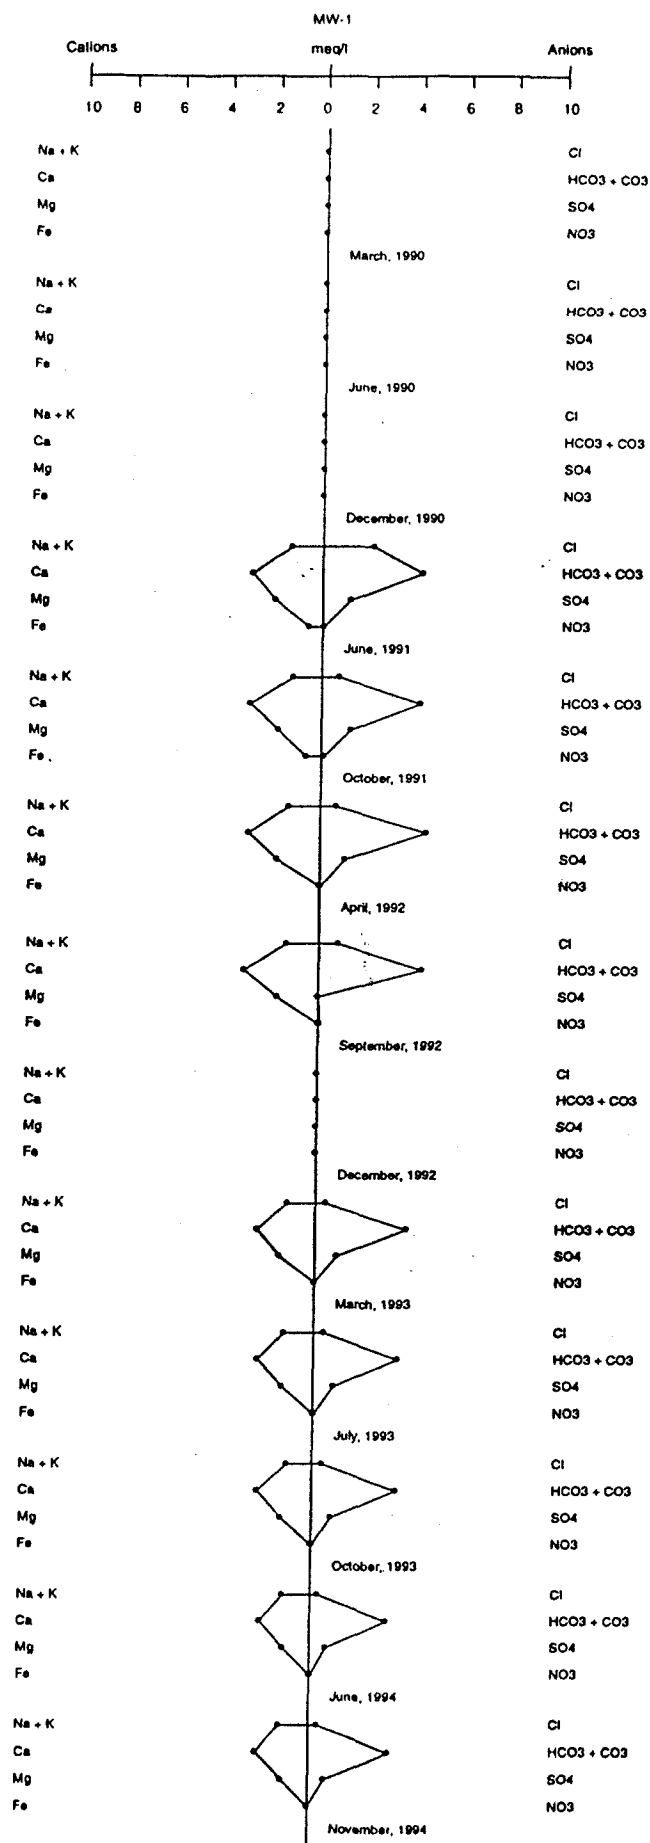 MW-1
Cations meq/l Anions
10 8 6 4 2 0 2 4 6 8 10
Na + K Cl
Ca HCO3 + CO3
Mg SO4
Fe NO3
March, 1990
Na + K Cl
Ca HCO3 + CO3
Mg SO4
Fe NO3
June, 1990
Na + K Cl
Ca HCO3 + CO3
Mg SO4
Fe NO3
December, 1990
Na + K Cl
Ca HCO3 + CO3
Mg SO4
Fe NO3
June, 1991
Na + K Cl
Ca HCO3 + CO3
Mg SO4
Fe NO3
October, 1991
Na + K Cl
Ca HCO3 + CO3
Mg SO4
Fe NO3
April, 1992
Na + K Cl
Ca HCO3 + CO3
Mg SO4
Fe NO3
September, 1992
Na + K Cl
Ca HCO3 + CO3
Mg SO4
Fe NO3
December, 1992
Na + K Cl
Ca HCO3 + CO3
Mg SO4
Fe NO3
March, 1993
Na + K Cl
Ca HCO3 + CO3
Mg SO4
Fe NO3
July, 1993
Na + K Cl
Ca HCO3 + CO3
Mg SO4
Fe NO3
October, 1993
Na + K Cl
Ca HCO3 + CO3
Mg SO4
Fe NO3
June, 1994
Na + K Cl
Ca HCO3 + CO3
Mg SO4
Fe NO3
November, 1994